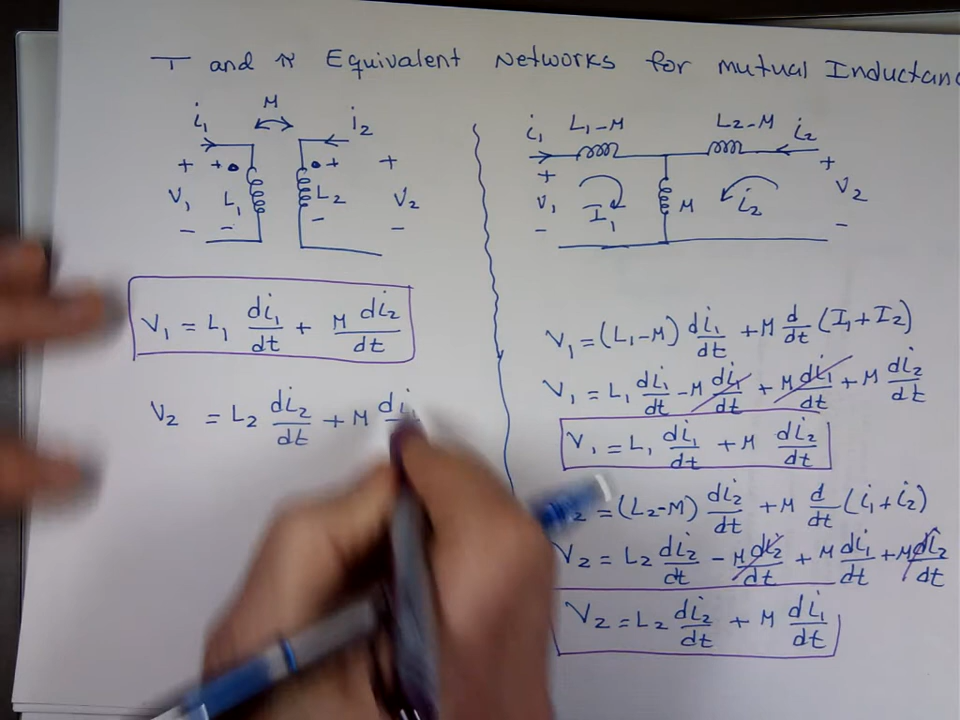 T and π Equivalent Networks for Mutual Inductanc
i₁ M i₂
+ +• •+ +
V₁ L₁ L₂ V₂
- - - -
V₁ = L₁ di₁/dt + M di₂/dt
V₂ = L₂ di₂/dt + M di₁
i₁ L₁-M L₂-M i₂
+ +
V₁ I₁ M i₂ V₂
- -
V₁ = (L₁-M) di₁/dt + M d/dt (I₁+I₂)
V₁ = L₁ di₁/dt - M di₁/dt + M di₁/dt + M di₂/dt
V₁ = L₁ di₁/dt + M di₂/dt
₂ = (L₂-M) di₂/dt + M d/dt (i₁+i₂)
V₂ = L₂ di₂/dt - M di₂/dt + M di₁/dt + M di₂/dt
V₂ = L₂ di₂/dt + M di₁/dt